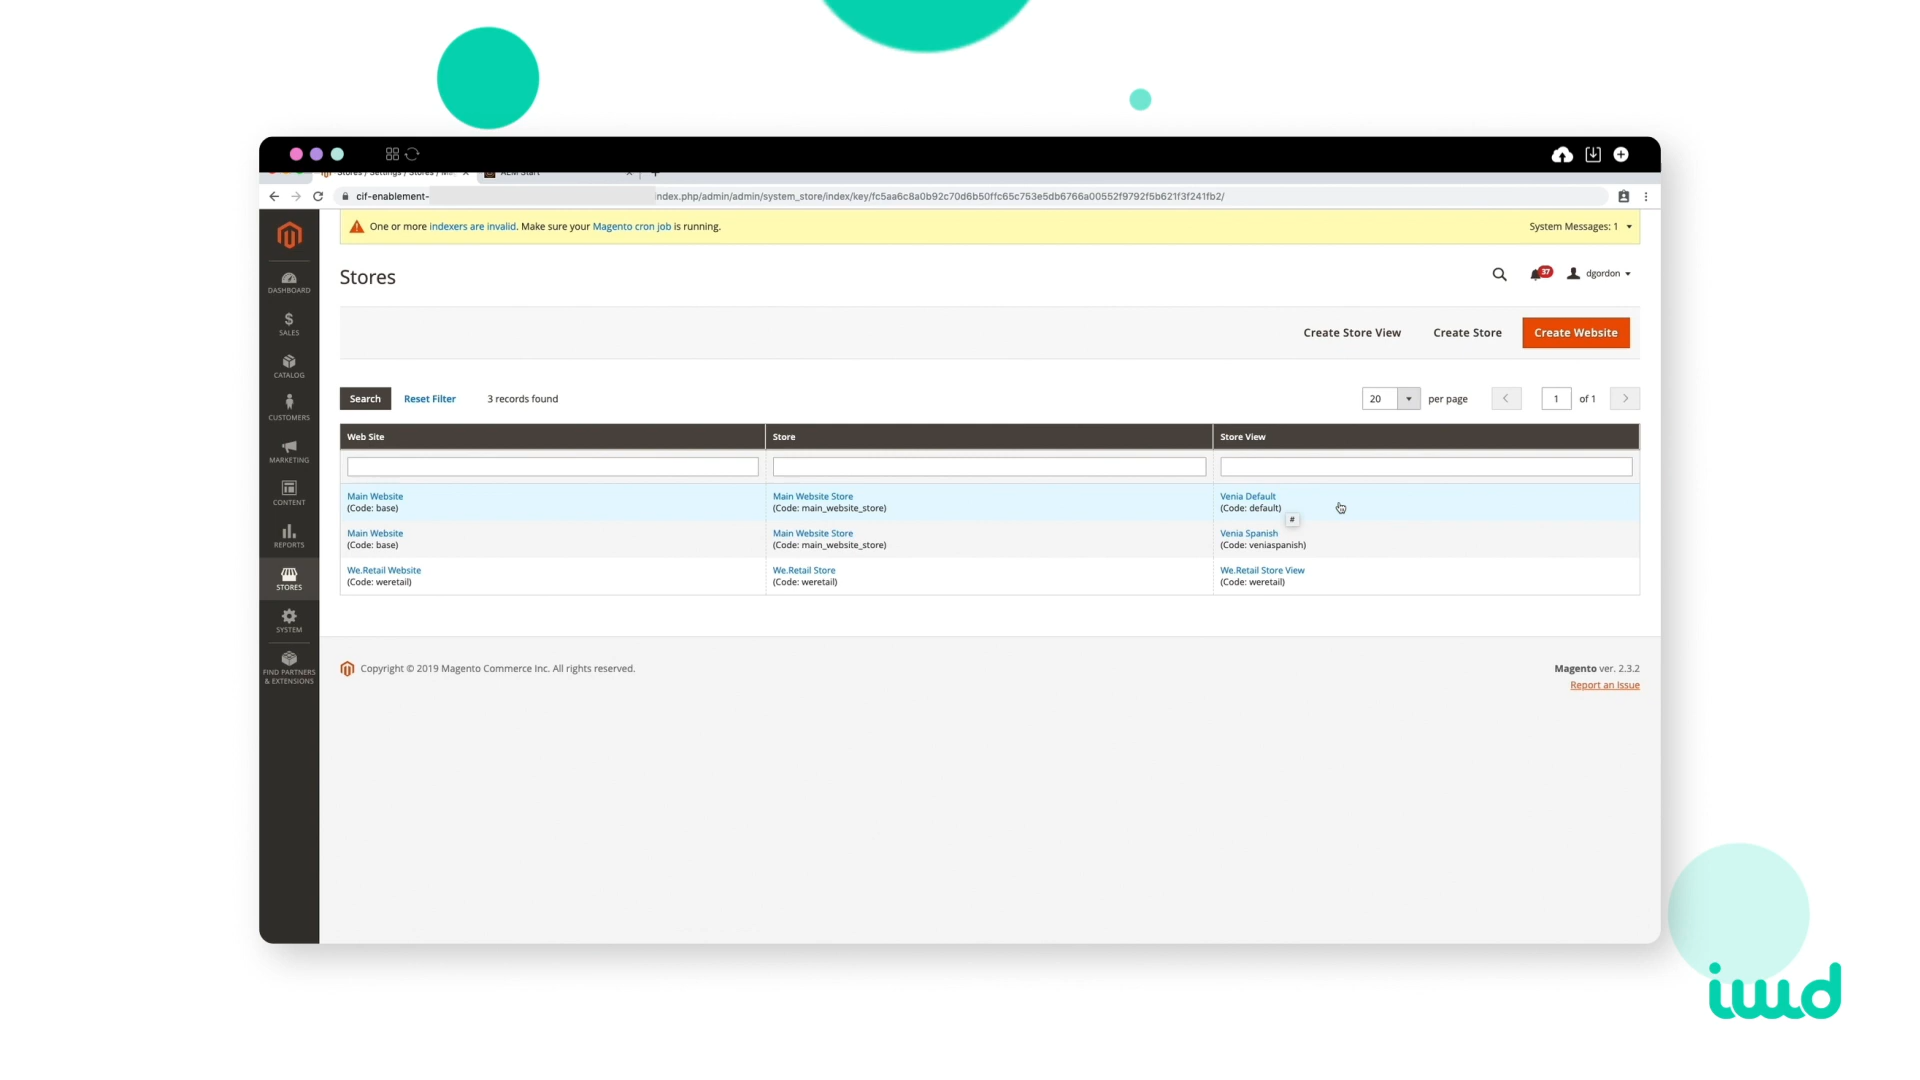 Stores / Settings / Stores / M
AEM Start
cif-enablement-
index.php/admin/admin/system_store/index/key/fc5aa6c8a0b92c70d6b50ffc65c753e5db6766a00552f9792f5b621f3f241fb2/
One or more indexers are invalid. Make sure your Magento cron job is running.
System Messages: 1
Stores
37
dgordon
Create Store View
Create Store
Create Website
Search
Reset Filter
3 records found
20
per page
1
of 1
Web Site
Store
Store View
Main Website
(Code: base)
Main Website Store
(Code: main_website_store)
Venia Default
(Code: default)
#
Main Website
(Code: base)
Main Website Store
(Code: main_website_store)
Venia Spanish
(Code: veniaspanish)
We.Retail Website
(Code: weretail)
We.Retail Store
(Code: weretail)
We.Retail Store View
(Code: weretail)
DASHBOARD
SALES
CATALOG
CUSTOMERS
MARKETING
CONTENT
REPORTS
STORES
SYSTEM
FIND PARTNERS
& EXTENSIONS
Copyright © 2019 Magento Commerce Inc. All rights reserved.
Magento ver. 2.3.2
Report an Issue
iwd